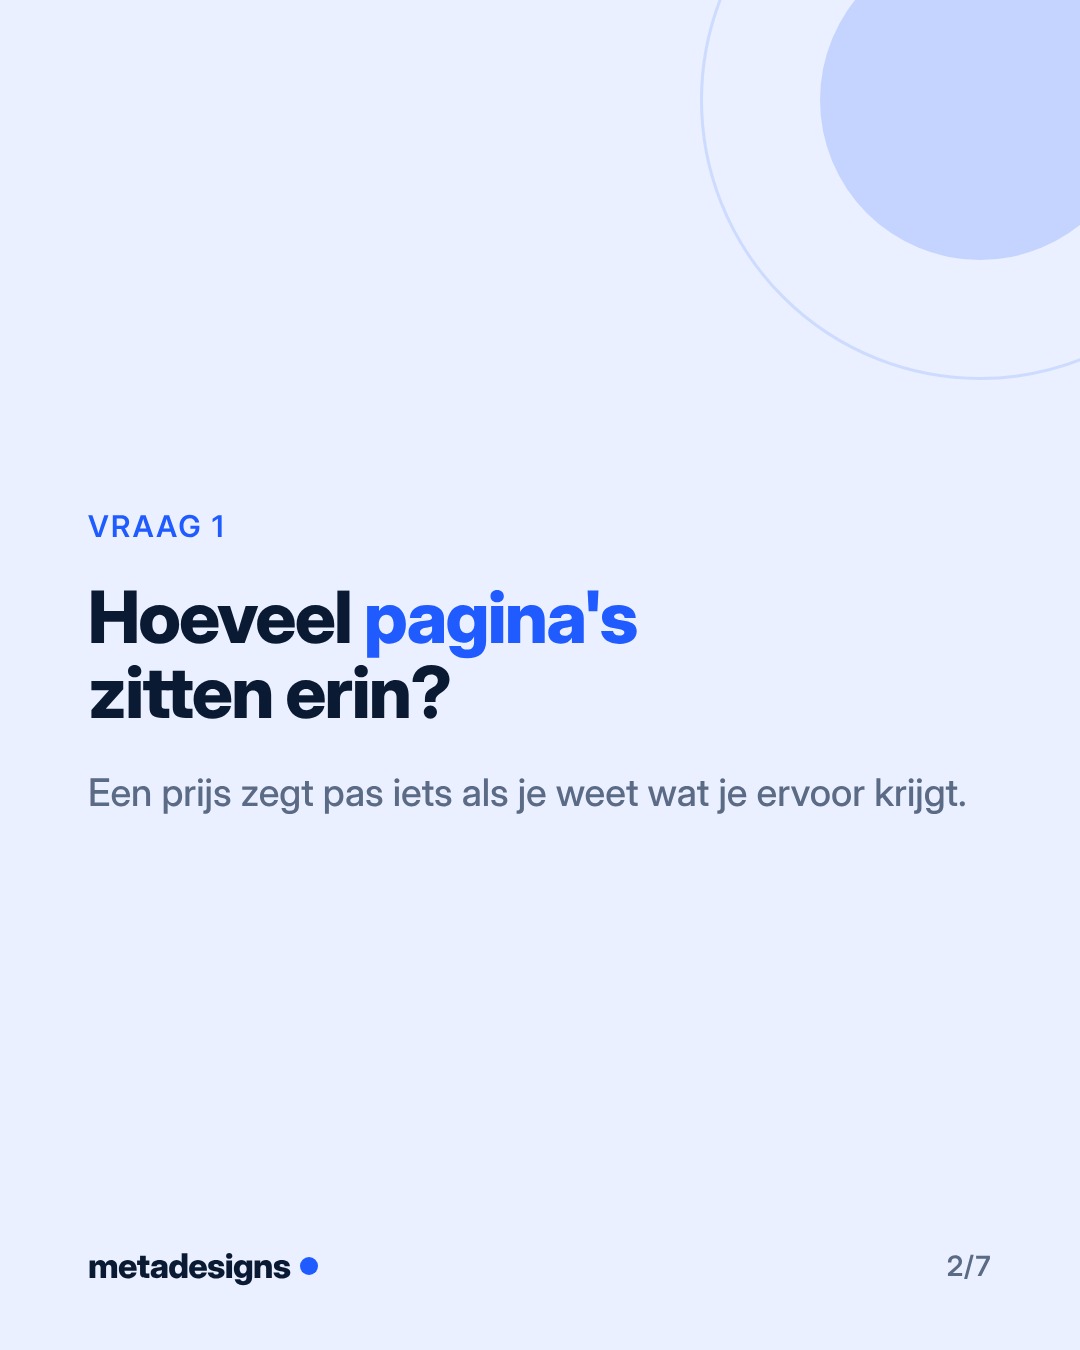 VRAAG 1
Hoeveel pagina's
zitten erin?
Een prijs zegt pas iets als je weet wat je ervoor krijgt.
metadesigns
2/7